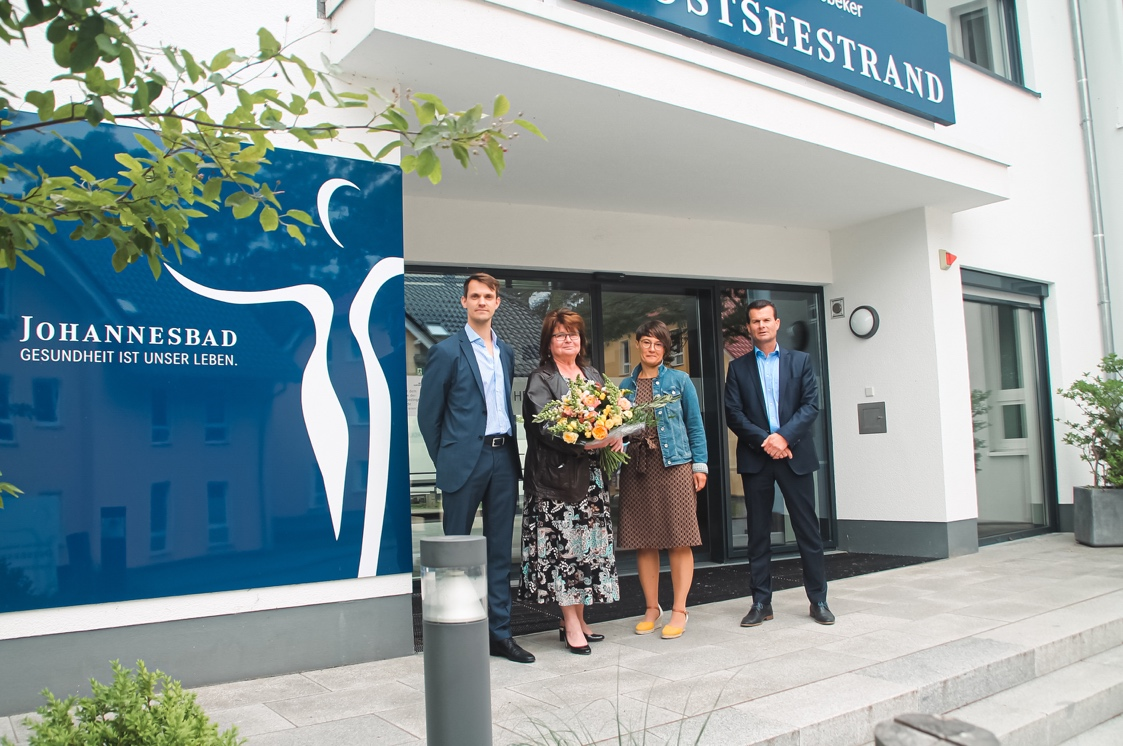 OSTSEESTRAND
JOHANNESBAD
GESUNDHEIT IST UNSER LEBEN.